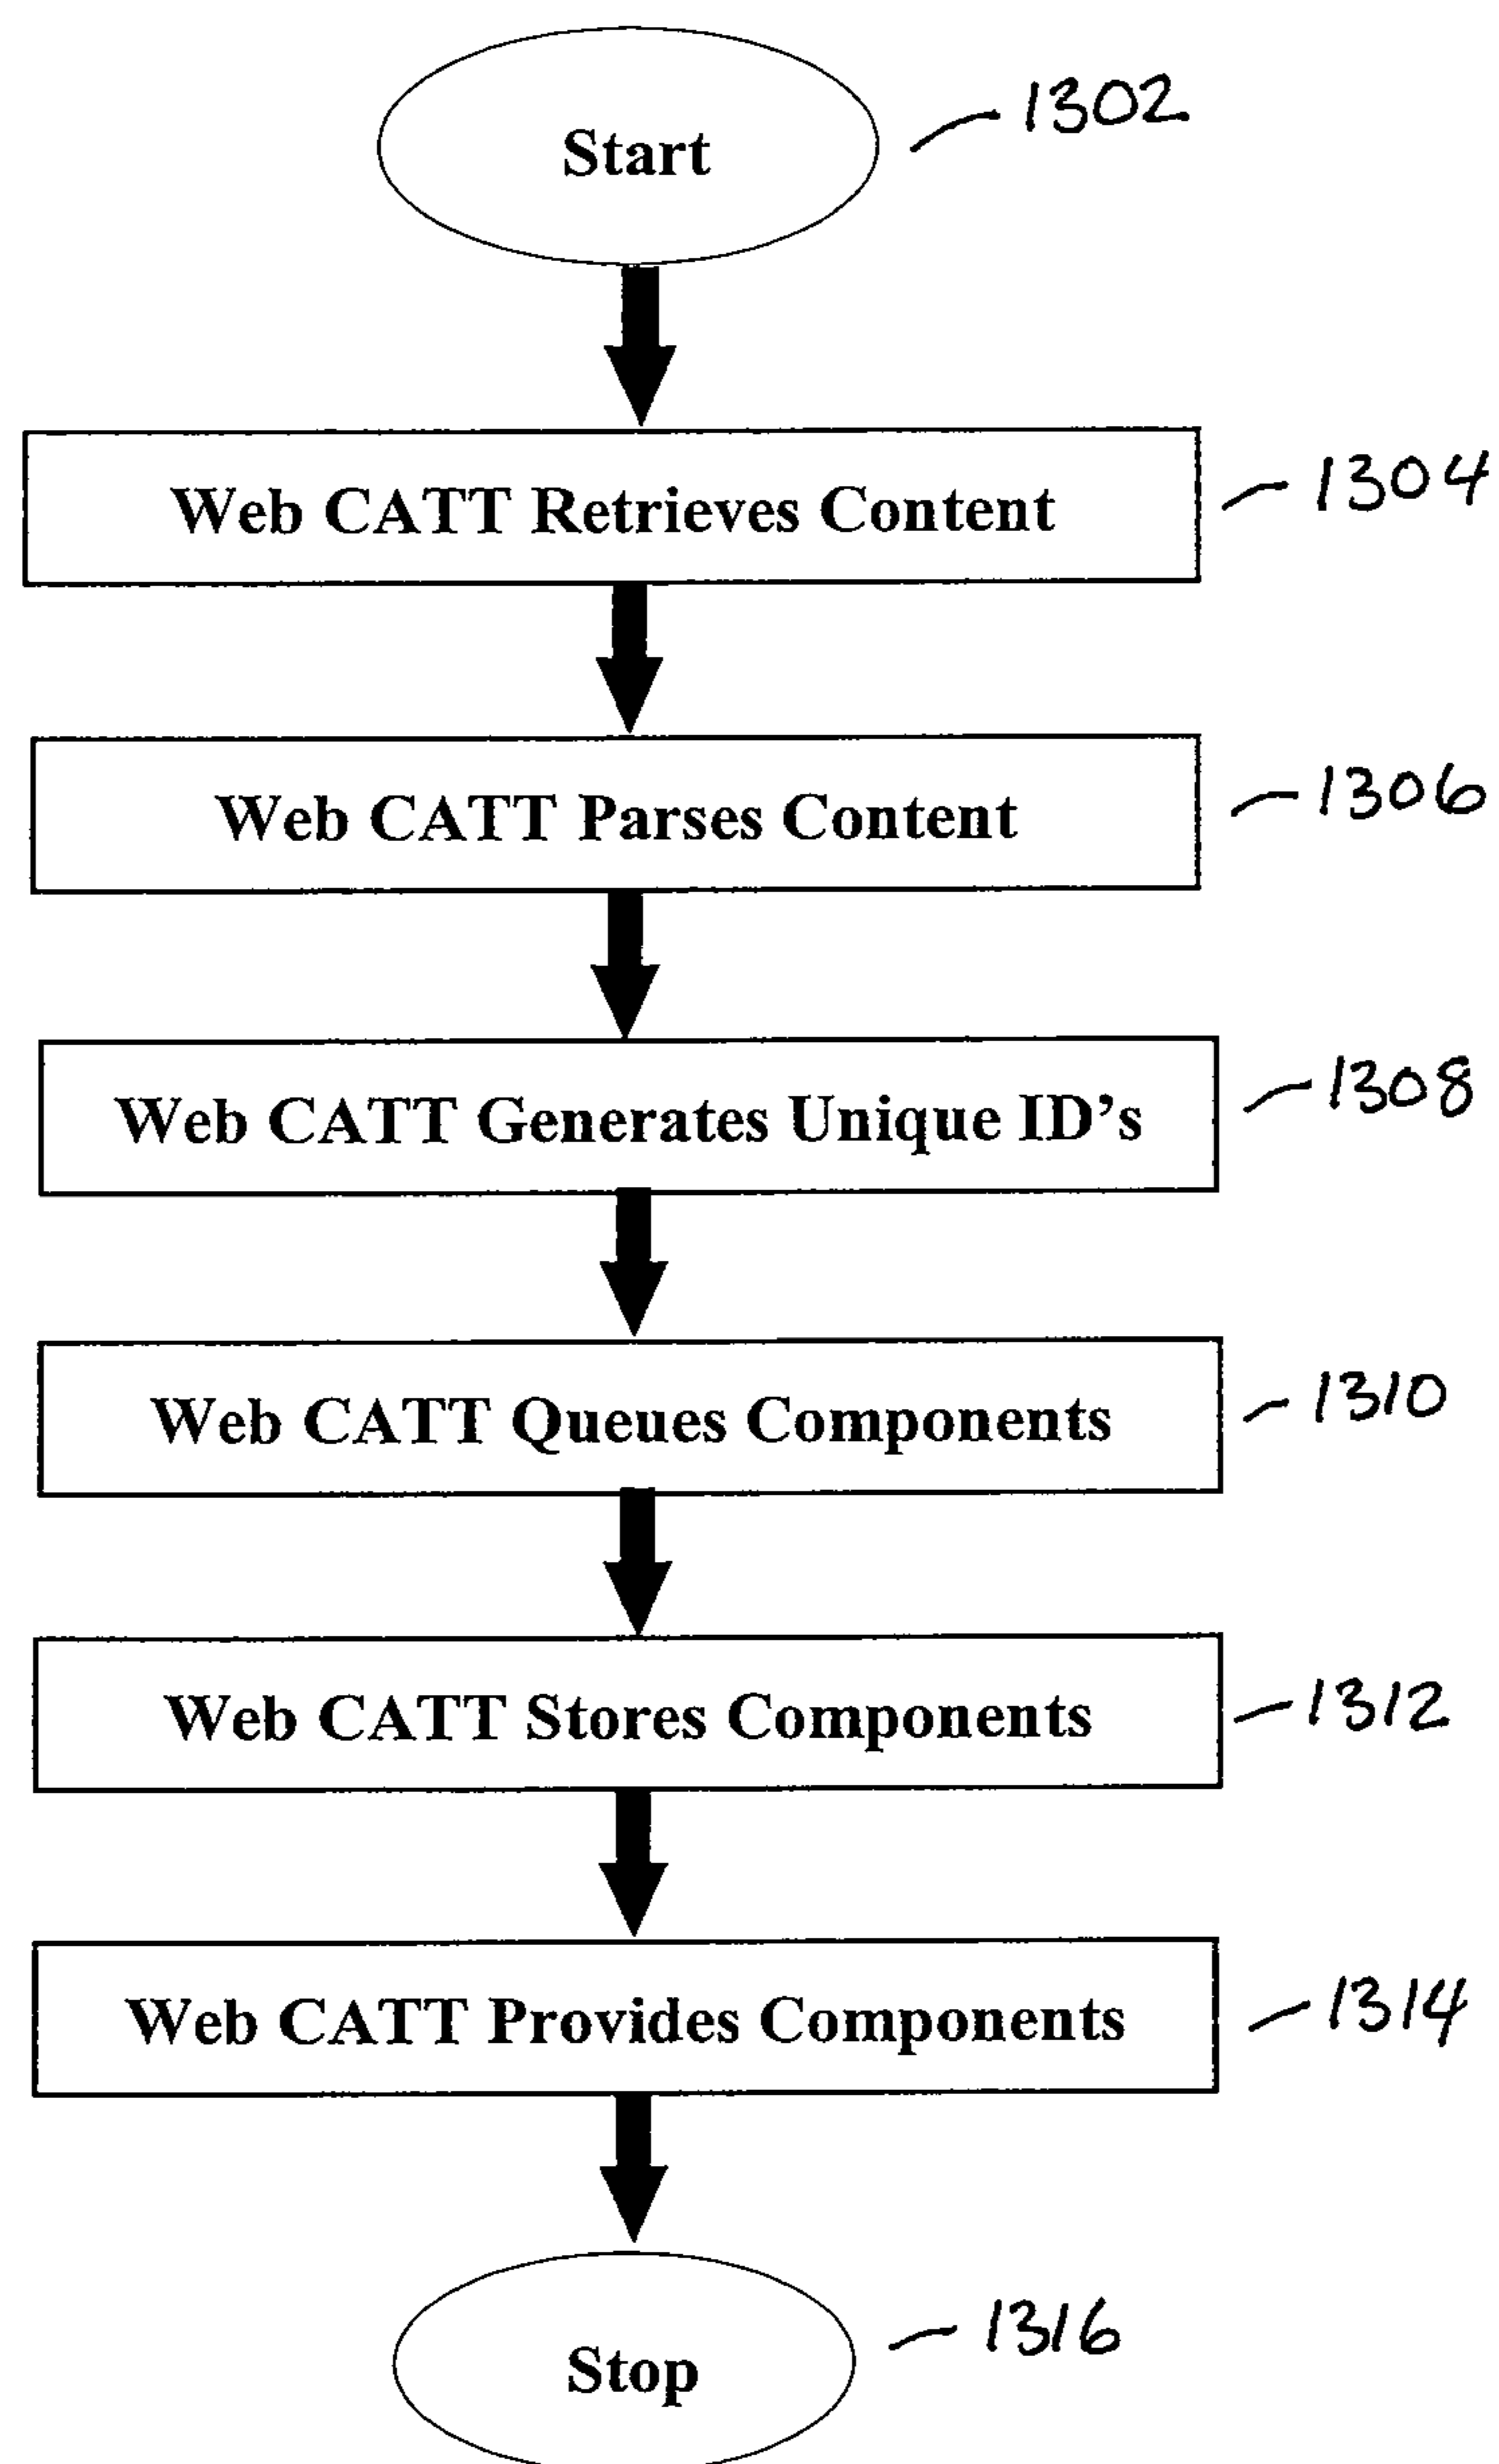 Start
1302
Web CATT Retrieves Content
1304
Web CATT Parses Content
1306
Web CATT Generates Unique ID's
1308
Web CATT Queues Components
1310
Web CATT Stores Components
1312
Web CATT Provides Components
1314
Stop
1316